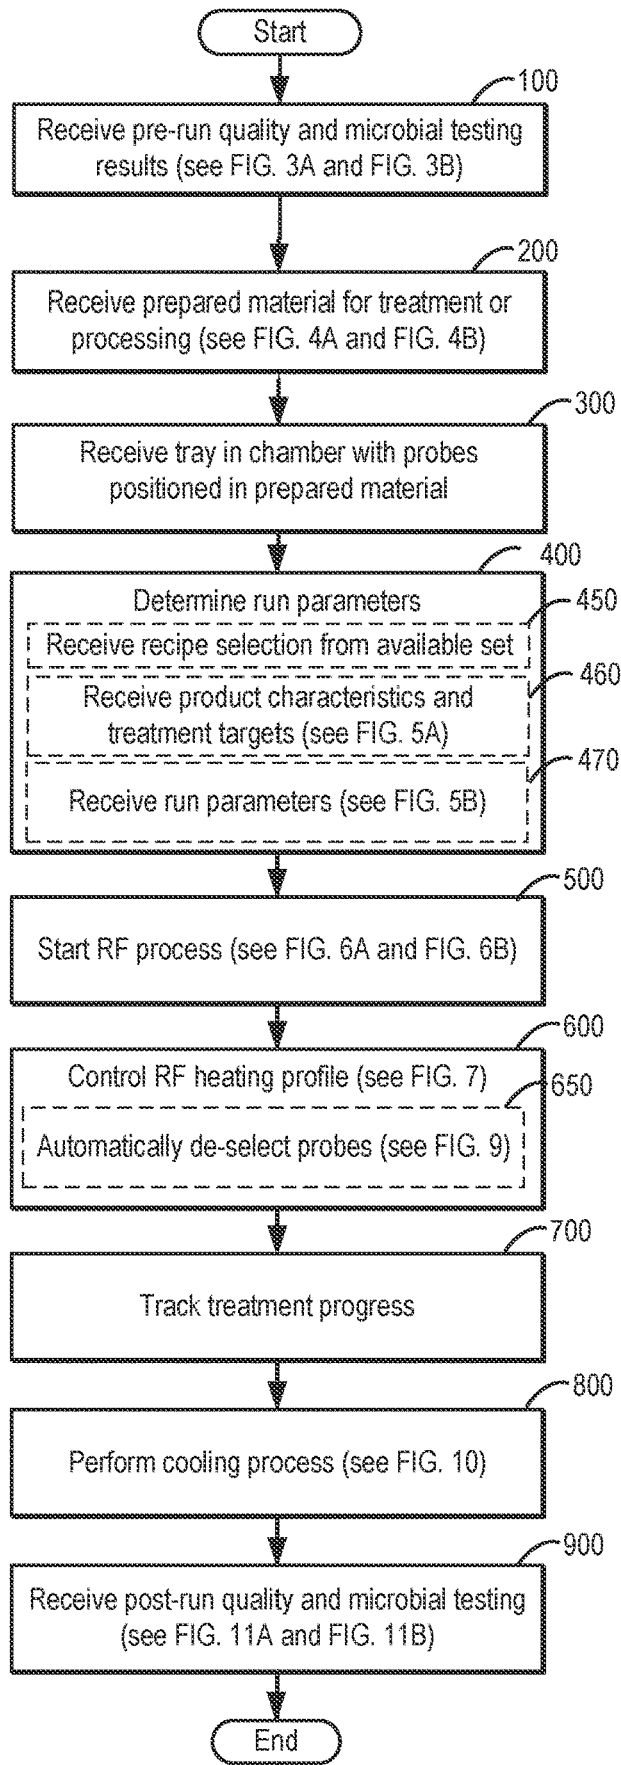 Start
100
Receive pre-run quality and microbial testing
results (see FIG. 3A and FIG. 3B)
200
Receive prepared material for treatment or
processing (see FIG. 4A and FIG. 4B)
300
Receive tray in chamber with probes
positioned in prepared material
400
Determine run parameters
450
Receive recipe selection from available set
460
Receive product characteristics and
treatment targets (see FIG. 5A)
470
Receive run parameters (see FIG. 5B)
500
Start RF process (see FIG. 6A and FIG. 6B)
600
Control RF heating profile (see FIG. 7)
650
Automatically de-select probes (see FIG. 9)
700
Track treatment progress
800
Perform cooling process (see FIG. 10)
900
Receive post-run quality and microbial testing
(see FIG. 11A and FIG. 11B)
End